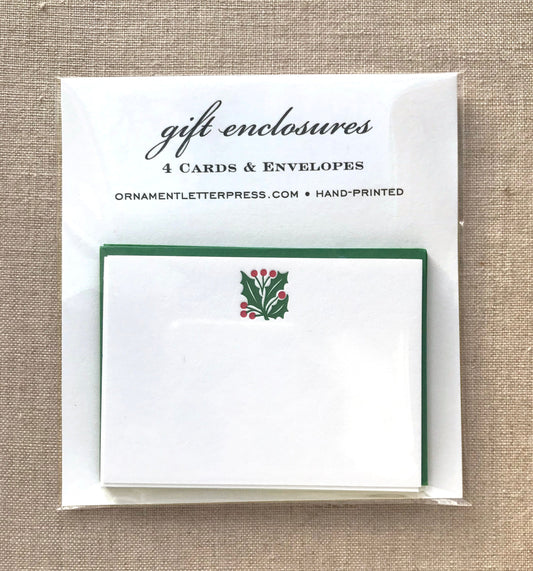 gift enclosures
4 Cards & Envelopes
ORNAMENTLETTERPRESS.COM • HAND-PRINTED